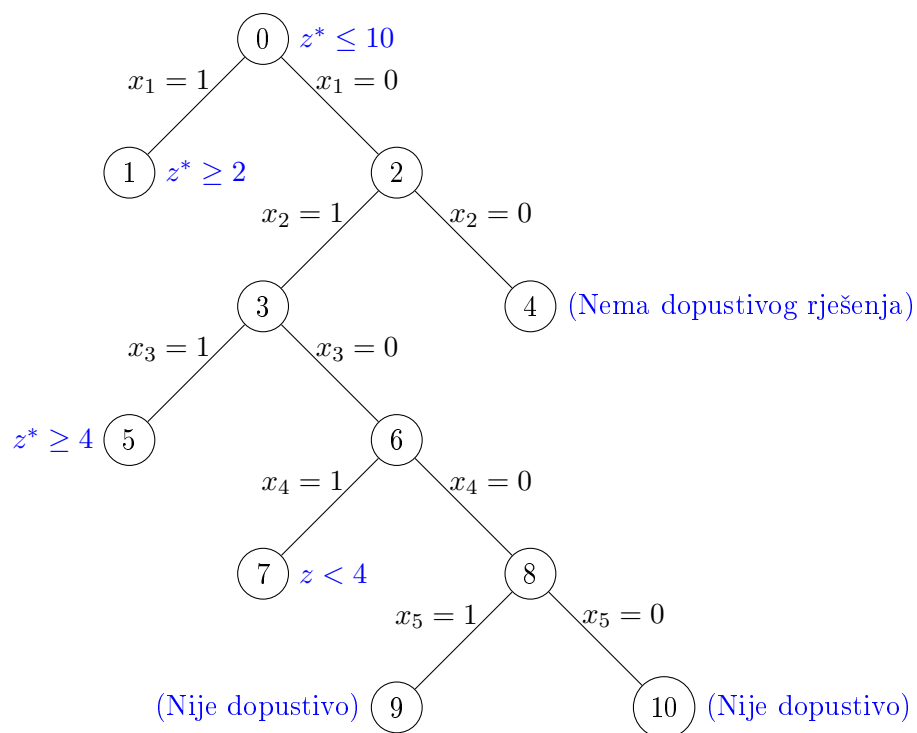 0 z* ≤ 10
x₁ = 1 x₁ = 0
1 z* ≥ 2 2
x₂ = 1 x₂ = 0
3 4 (Nema dopustivog rješenja)
x₃ = 1 x₃ = 0
z* ≥ 4 5 6
x₄ = 1 x₄ = 0
7 z < 4 8
x₅ = 1 x₅ = 0
(Nije dopustivo) 9 10 (Nije dopustivo)